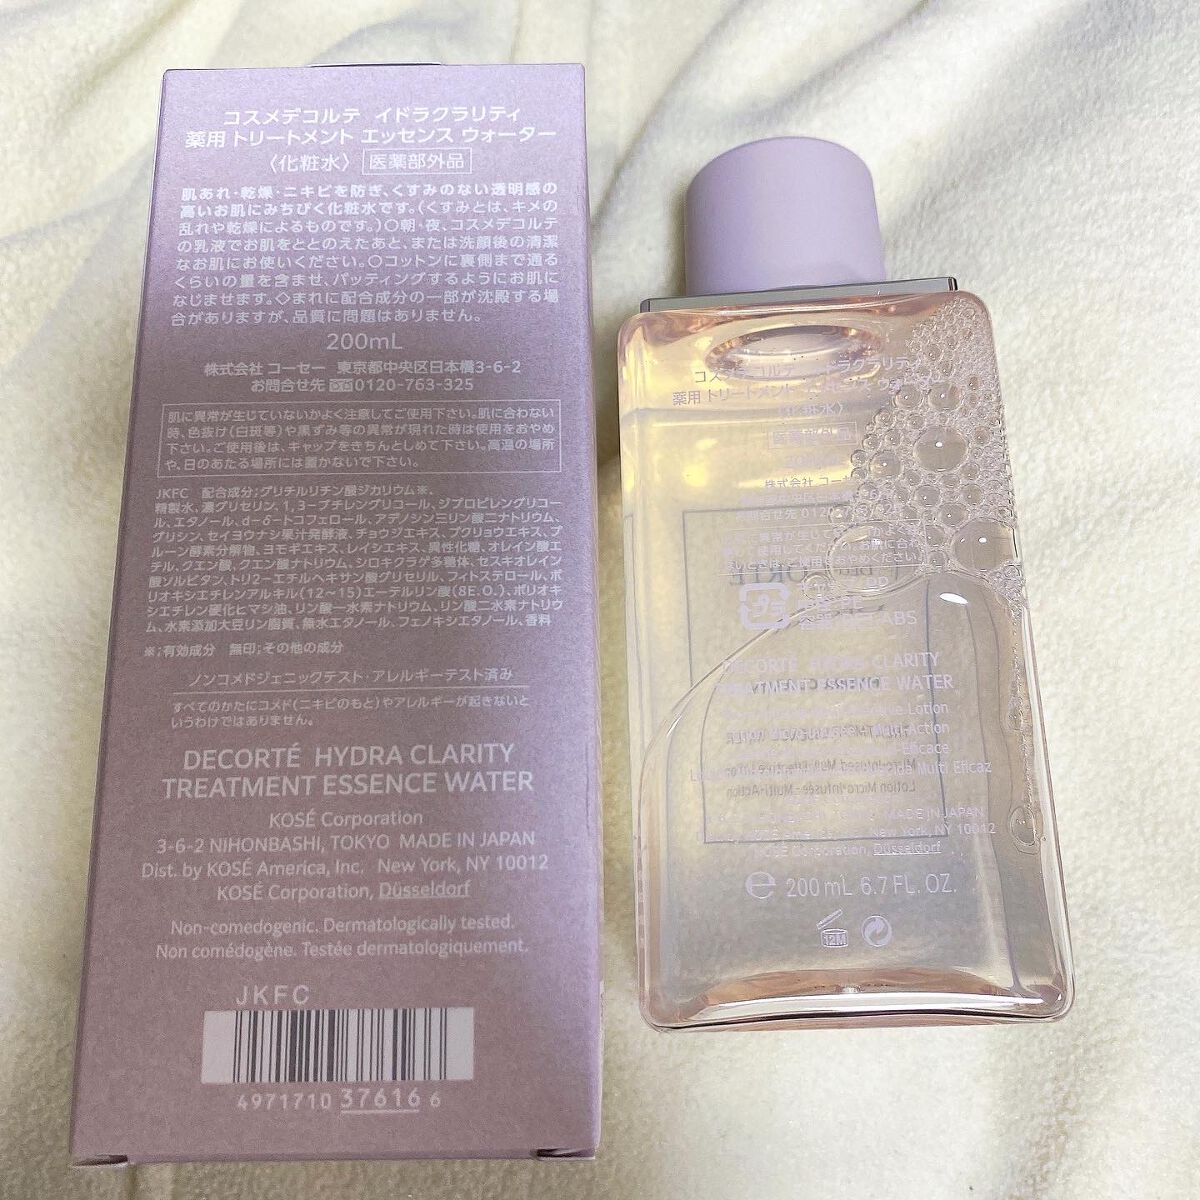 コスメデコルテ イドラクラリティ
薬用 トリートメント エッセンス ウォーター
〈化粧水〉 医薬部外品
肌あれ・乾燥・ニキビを防ぎ、くすみのない透明感の
高いお肌にみちびく化粧水です。(くすみとは、キメの
乱れや乾燥によるものです。)○朝・夜、コスメデコルテ
の乳液でお肌をととのえたあと、または洗顔後の清潔
なお肌にお使いください。○コットンに裏側まで通る
くらいの量を含ませ、パッティングするようにお肌に
なじませます。◇まれに配合成分の一部が沈殿する場
合がありますが、品質に問題はありません。
200mL
株式会社 コーセー 東京都中央区日本橋3-6-2
お問合せ先 0120-763-325
肌に異常が生じていないかよく注意してご使用下さい。肌に合わない
時、色抜け(白斑等)や黒ずみ等の異常が現れた時は使用をおやめ
下さい。ご使用後は、キャップをきちんとしめて下さい。高温の場所
や、日のあたる場所には置かないで下さい。
JKFC 配合成分;グリチルリチン酸ジカリウム※、
精製水、濃グリセリン、1,3-ブチレングリコール、ジプロピレングリコー
ル、エタノール、d-δ-トコフェロール、アデノシン三リン酸二ナトリウム、
グリシン、セイヨウナシ果汁発酵液、チョウジエキス、ブクリョウエキス、プ
ルーン酵素分解物、ヨモギエキス、レイシエキス、異性化糖、オレイン酸エ
チル、クエン酸、クエン酸ナトリウム、シロキクラゲ多糖体、セスキオレイン
酸ソルビタン、トリ2-エチルヘキサン酸グリセリル、フィトステロール、ポ
リオキシエチレンアルキル(12~15)エーテルリン酸(8E.O.)、ポリオキ
シエチレン硬化ヒマシ油、リン酸一水素ナトリウム、リン酸二水素ナトリウ
ム、水素添加大豆リン脂質、無水エタノール、フェノキシエタノール、香料
※;有効成分 無印;その他の成分
ノンコメドジェニックテスト・アレルギーテスト済み
すべてのかたにコメド(ニキビのもと)やアレルギーが起きないと
いうわけではありません。
DECORTÉ HYDRA CLARITY
TREATMENT ESSENCE WATER
KOSÉ Corporation
3-6-2 NIHONBASHI, TOKYO MADE IN JAPAN
Dist. by KOSÉ America, Inc. New York, NY 10012
KOSÉ Corporation, Düsseldorf
Non-comedogenic. Dermatologically tested.
Non comédogène. Testée dermatologiquement.
JKFC
4971710 37616 6
薬用 トリートメント エッセンス ウォーター
〈化粧水〉
医薬部外品
株式会社 コーセー
DECORTÉ HYDRA CLARITY
TREATMENT ESSENCE WATER
New York, NY 10012
KOSÉ Corporation, Düsseldorf
℮ 200 mL 6.7 FL. OZ.
12M